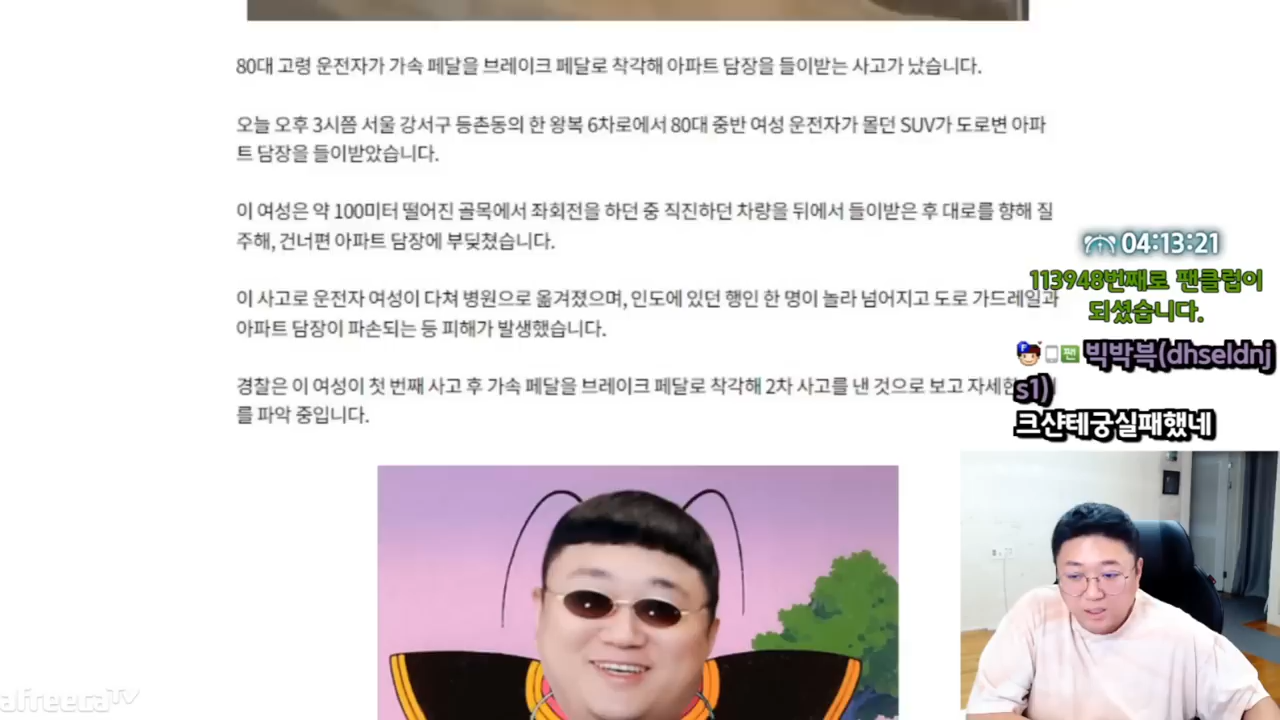 80대 고령 운전자가 가속 페달을 브레이크 페달로 착각해 아파트 담장을 들이받는 사고가 났습니다.
오늘 오후 3시쯤 서울 강서구 등촌동의 한 왕복 6차로에서 80대 중반 여성 운전자가 몰던 SUV가 도로변 아파
트 담장을 들이받았습니다.
이 여성은 약 100미터 떨어진 골목에서 좌회전을 하던 중 직진하던 차량을 뒤에서 들이받은 후 대로를 향해 질
주해, 건너편 아파트 담장에 부딪쳤습니다.
이 사고로 운전자 여성이 다쳐 병원으로 옮겨졌으며, 인도에 있던 행인 한 명이 놀라 넘어지고 도로 가드레일과
아파트 담장이 파손되는 등 피해가 발생했습니다.
경찰은 이 여성이 첫 번째 사고 후 가속 페달을 브레이크 페달로 착각해 2차 사고를 낸 것으로 보고 자세한
를 파악 중입니다.
04:13:21
113948번째로 팬클럽이
되셨습니다.
팬 빅박븍(dhseldnj
s1)
크샨테궁실패했네
afreecaTV